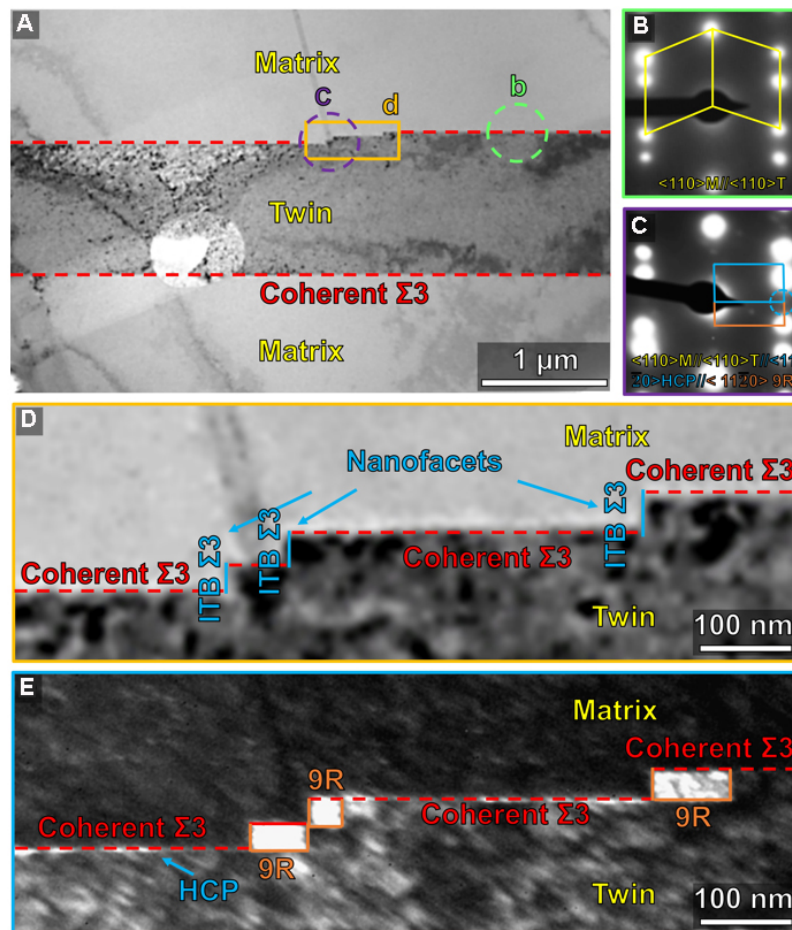 A
Matrix
c
d
b
Twin
Coherent Σ3
Matrix
1 μm
B
<110>M//<110>T
C
<110>M//<110>T//<11
2̄0>HCP//< 112̄0> 9R
D
Matrix
Nanofacets
Coherent Σ3
ITB Σ3
ITB Σ3
ITB Σ3
Coherent Σ3
Coherent Σ3
Twin
100 nm
E
Matrix
Coherent Σ3
9R
Coherent Σ3
Coherent Σ3
9R
9R
HCP
Twin
100 nm